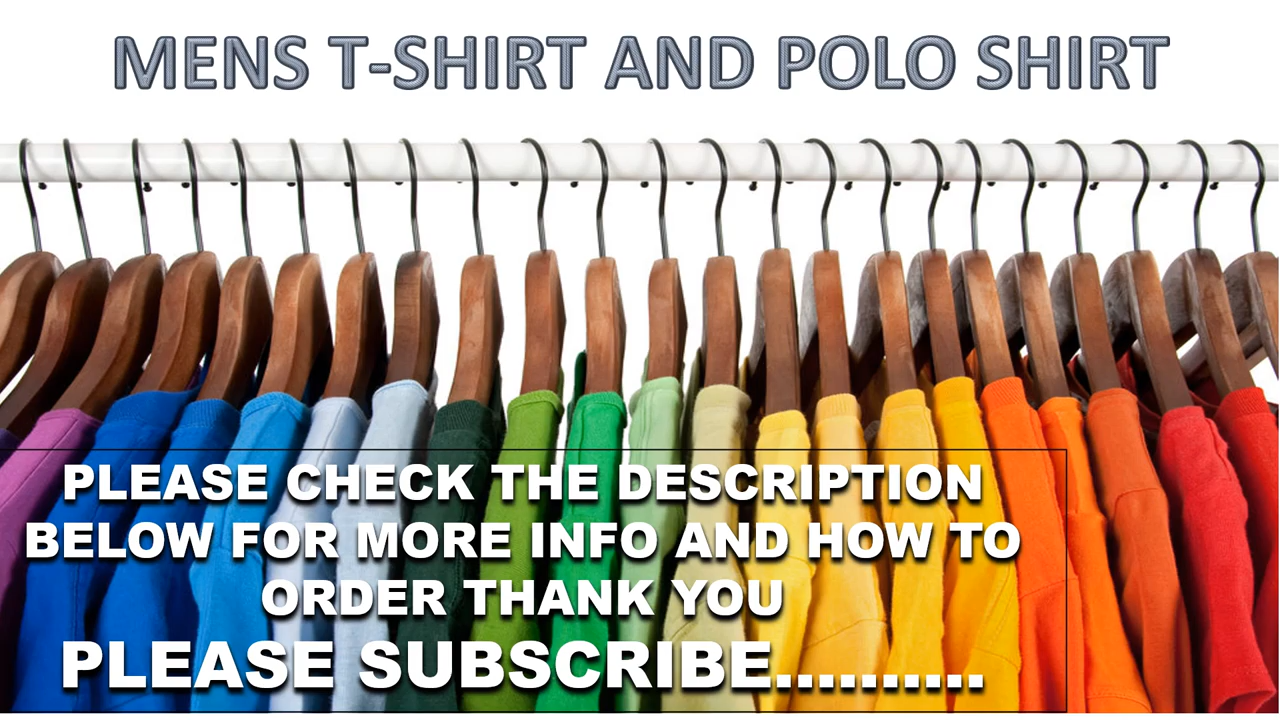 MENS T-SHIRT AND POLO SHIRT
PLEASE CHECK THE DESCRIPTION
BELOW FOR MORE INFO AND HOW TO
ORDER THANK YOU
PLEASE SUBSCRIBE..........